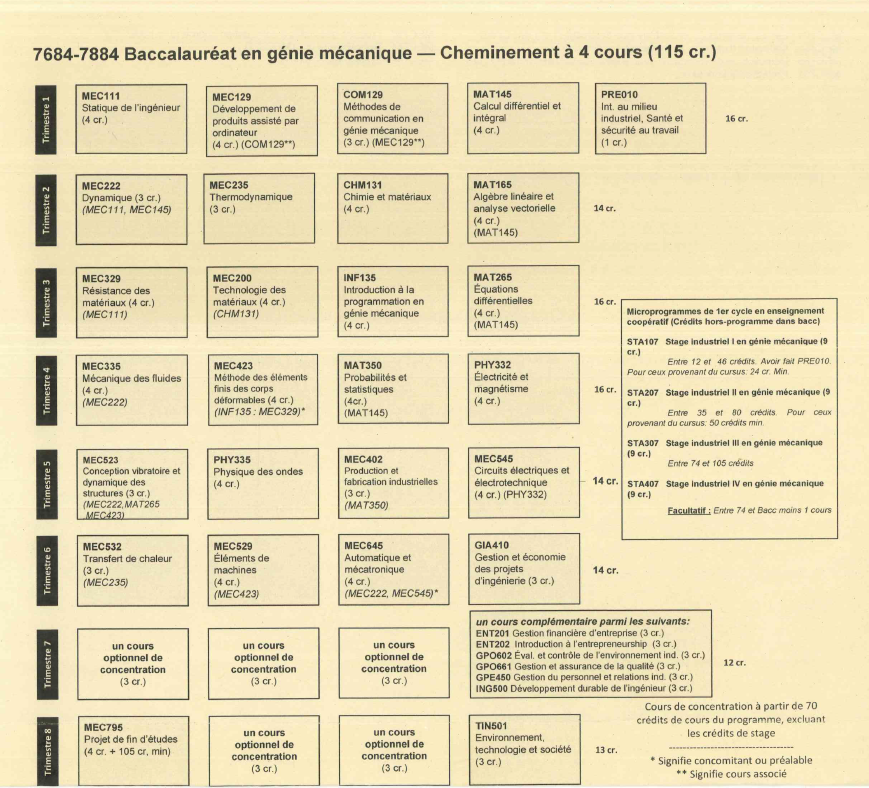 7684-7884 Baccalauréat en génie mécanique — Cheminement à 4 cours (115 cr.)
Trimestre 1
MEC111
Statique de l'ingénieur
(4 cr.)
MEC129
Développement de
produits assisté par
ordinateur
(4 cr.) (COM129**)
COM129
Méthodes de
communication en
génie mécanique
(3 cr.) (MEC129**)
MAT145
Calcul différentiel et
intégral
(4 cr.)
PRE010
Int. au milieu
industriel, Santé et
sécurité au travail
(1 cr.)
16 cr.
Trimestre 2
MEC222
Dynamique (3 cr.)
(MEC111, MEC145)
MEC235
Thermodynamique
(3 cr.)
CHM131
Chimie et matériaux
(4 cr.)
MAT165
Algèbre linéaire et
analyse vectorielle
(4 cr.)
(MAT145)
14 cr.
Trimestre 3
MEC329
Résistance des
matériaux (4 cr.)
(MEC111)
MEC200
Technologie des
matériaux (4 cr.)
(CHM131)
INF135
Introduction à la
programmation en
génie mécanique
(4 cr.)
MAT265
Équations
différentielles
(4 cr.)
(MAT145)
16 cr.
Trimestre 4
MEC335
Mécanique des fluides
(4 cr.)
(MEC222)
MEC423
Méthode des éléments
finis des corps
déformables (4 cr.)
(INF135 : MEC329)*
MAT350
Probabilités et
statistiques
(4cr.)
(MAT145)
PHY332
Électricité et
magnétisme
(4 cr.)
16 cr.
Microprogrammes de 1er cycle en enseignement
coopératif (Crédits hors-programme dans bacc)
STA107 Stage industriel I en génie mécanique (9
cr.)
Entre 12 et 46 crédits. Avoir fait PRE010.
Pour ceux provenant du cursus: 24 cr. Min.
STA207 Stage industriel II en génie mécanique (9
cr.)
Entre 35 et 80 crédits. Pour ceux
provenant du cursus: 50 crédits min.
STA307 Stage industriel III en génie mécanique
(9 cr.)
Entre 74 et 105 crédits
STA407 Stage industriel IV en génie mécanique
(9 cr.)
Facultatif : Entre 74 et Bacc moins 1 cours
Trimestre 5
MEC523
Conception vibratoire et
dynamique des
structures (3 cr.)
(MEC222,MAT265
MEC423)
PHY335
Physique des ondes
(4 cr.)
MEC402
Production et
fabrication industrielles
(3 cr.)
(MAT350)
MEC545
Circuits électriques et
électrotechnique
(4 cr.) (PHY332)
14 cr.
Trimestre 6
MEC532
Transfert de chaleur
(3 cr.)
(MEC235)
MEC529
Éléments de
machines
(4 cr.)
(MEC423)
MEC645
Automatique et
mécatronique
(4 cr.)
(MEC222, MEC545)*
GIA410
Gestion et économie
des projets
d'ingénierie (3 cr.)
14 cr.
Trimestre 7
un cours
optionnel de
concentration
(3 cr.)
un cours
optionnel de
concentration
(3 cr.)
un cours
optionnel de
concentration
(3 cr.)
un cours complémentaire parmi les suivants:
ENT201 Gestion financière d'entreprise (3 cr.)
ENT202 Introduction à l'entrepreneurship (3 cr.)
GPO602 Éval. et contrôle de l'environnement ind. (3 cr.)
GPO661 Gestion et assurance de la qualité (3 cr.)
GPE450 Gestion du personnel et relations ind. (3 cr.)
ING500 Développement durable de l'ingénieur (3 cr.)
12 cr.
Trimestre 8
MEC795
Projet de fin d'études
(4 cr. + 105 cr, min)
un cours
optionnel de
concentration
(3 cr.)
un cours
optionnel de
concentration
(3 cr.)
TIN501
Environnement,
technologie et société
(3 cr.)
13 cr.
Cours de concentration à partir de 70
crédits de cours du programme, excluant
les crédits de stage
* Signifie concomitant ou préalable
** Signifie cours associé